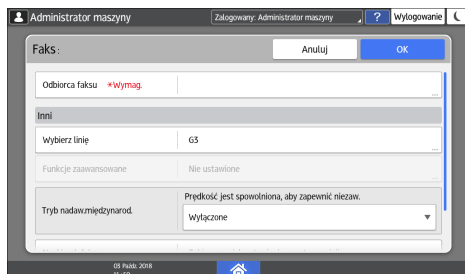 Administrator maszyny
Zalogowany: Administrator maszyny
?
Wylogowanie
Faks :
Anuluj
OK
Odbiorca faksu *Wymag.
...
Inni
Wybierz linię
G3
...
Funkcje zaawansowane
Nie ustawione
...
Prędkość jest spowolniona, aby zapewnić niezaw.
Tryb nadaw.międzynarod.
Wyłączone
03 Paźdz. 2018